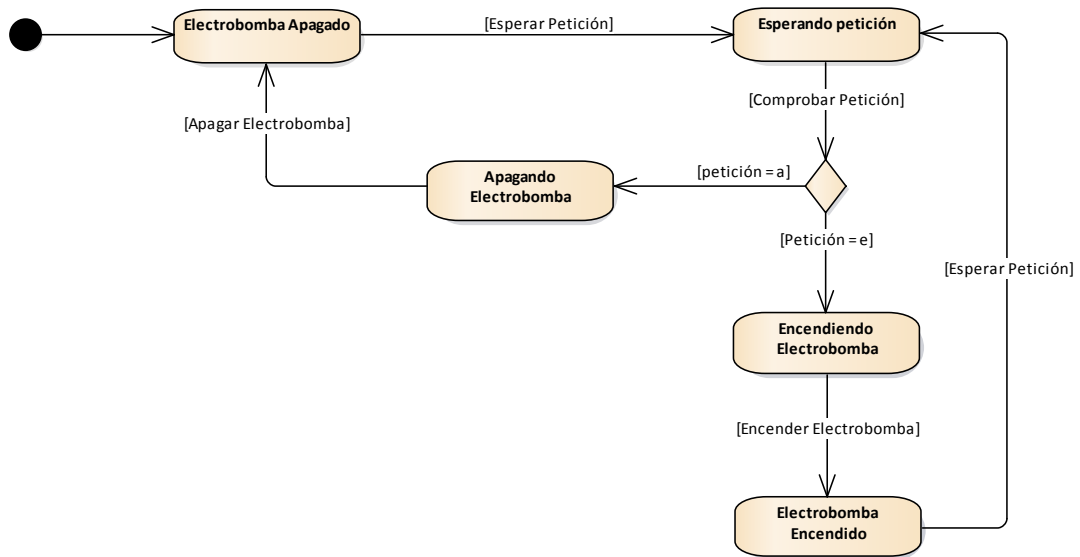 Electrobomba Apagado
[Esperar Petición]
Esperando petición
[Comprobar Petición]
[Apagar Electrobomba]
[petición = a]
Apagando
Electrobomba
[Petición = e]
[Esperar Petición]
Encendiendo
Electrobomba
[Encender Electrobomba]
Electrobomba
Encendido